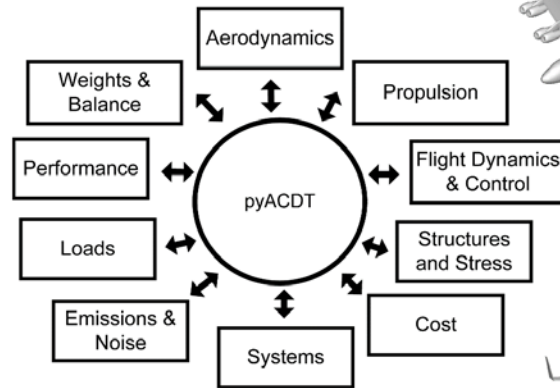 Aerodynamics
Weights &
Balance
Propulsion
Performance
Flight Dynamics
& Control
pyACDT
Loads
Structures
and Stress
Emissions &
Noise
Cost
Systems